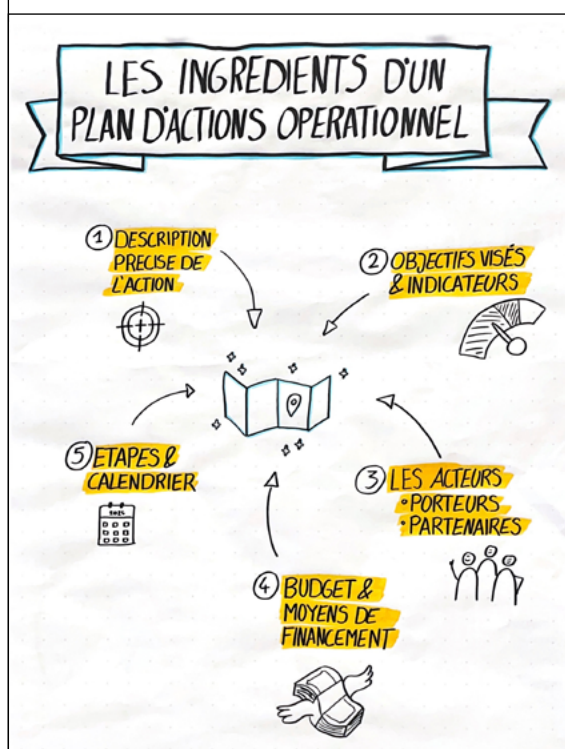 LES INGREDIENTS D'UN
PLAN D'ACTIONS OPERATIONNEL
① DESCRIPTION
PRECISE DE
L'ACTION
② OBJECTIFS VISÉS
& INDICATEURS
③ LES ACTEURS
• PORTEURS
• PARTENAIRES
④ BUDGET &
MOYENS DE
FINANCEMENT
⑤ ETAPES &
CALENDRIER